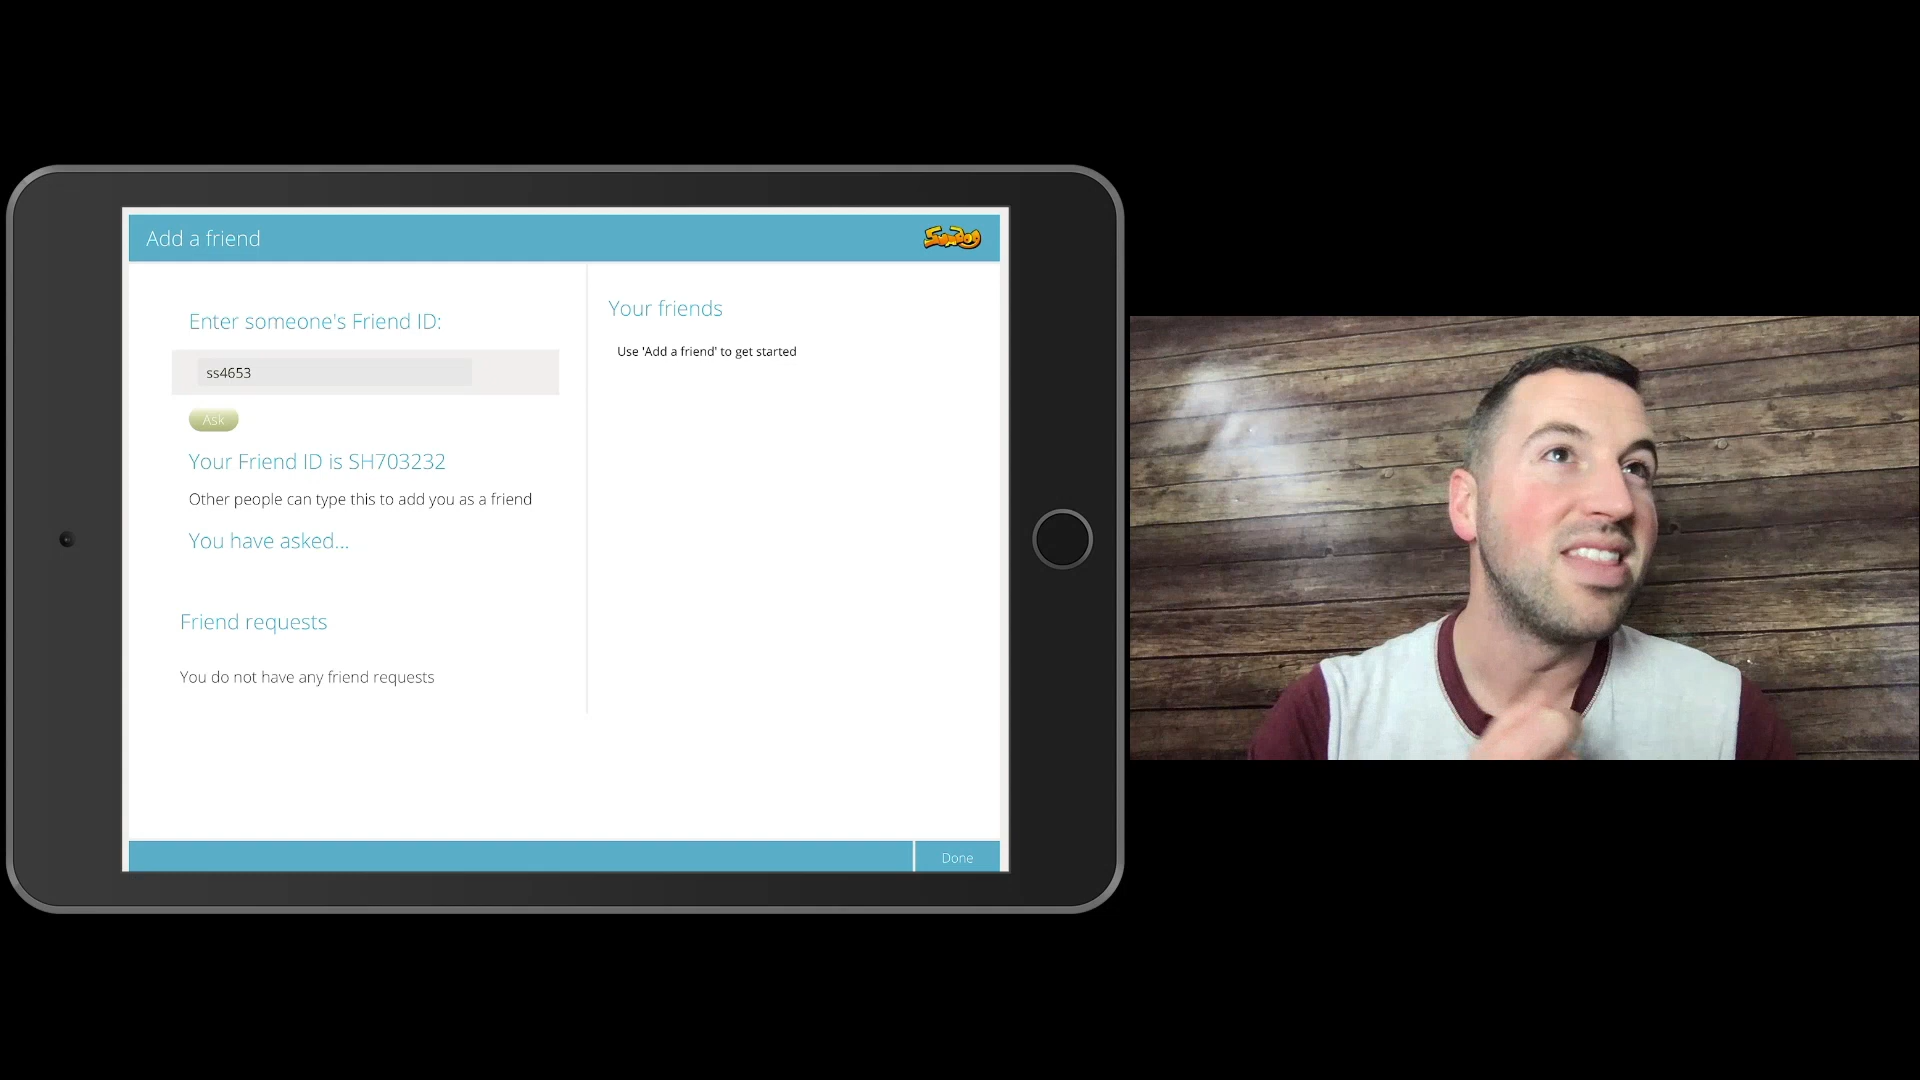 Add a friend
Sumdog
Enter someone's Friend ID:
ss4653
Ask
Your Friend ID is SH703232
Other people can type this to add you as a friend
You have asked...
Friend requests
You do not have any friend requests
Your friends
Use 'Add a friend' to get started
Done